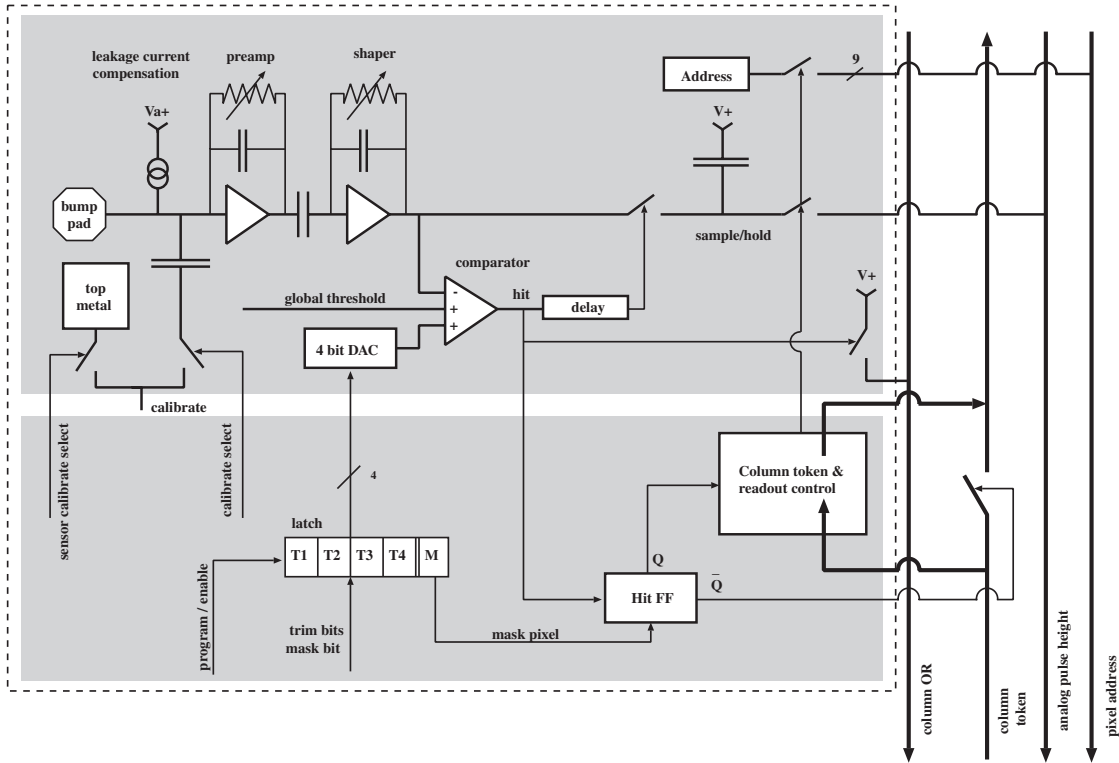 leakage current
compensation
preamp
shaper
Address
9
Va+
V+
bump
pad
sample/hold
comparator
top
metal
global threshold
-
+
+
hit
delay
V+
4 bit DAC
calibrate
sensor calibrate select
calibrate select
4
Column token &
readout control
latch
T1 T2 T3 T4 M
Q
Q̅
Hit FF
program / enable
trim bits
mask bit
mask pixel
column OR
column
token
analog pulse height
pixel address